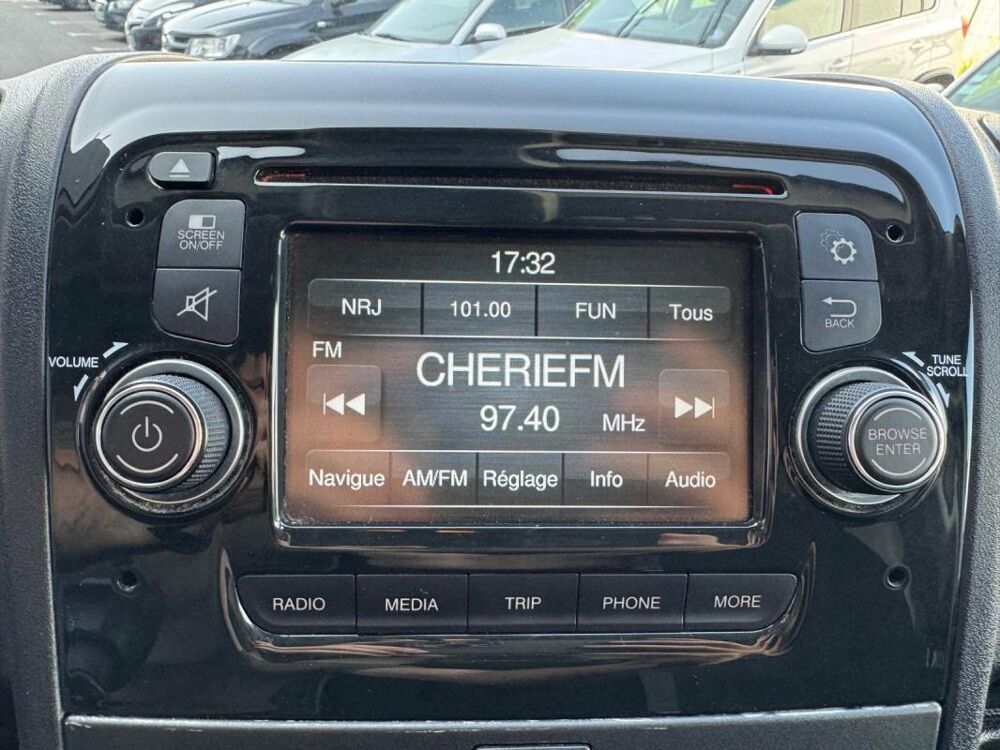 SCREEN
ON/OFF
VOLUME
17:32
NRJ 101.00 FUN Tous
FM
CHERIEFM
97.40 MHz
Navigue AM/FM Réglage Info Audio
BACK
TUNE
SCROLL
BROWSE
ENTER
RADIO MEDIA TRIP PHONE MORE